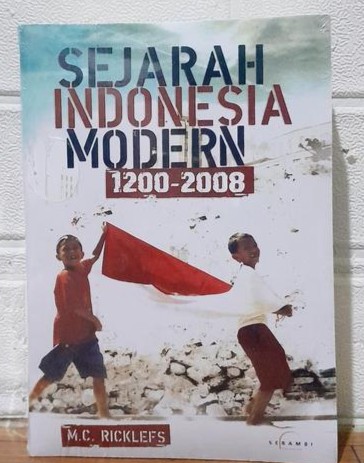 SEJARAH
INDONESIA
MODERN
1200-2008
M.C. RICKLEFS
SERAMBI